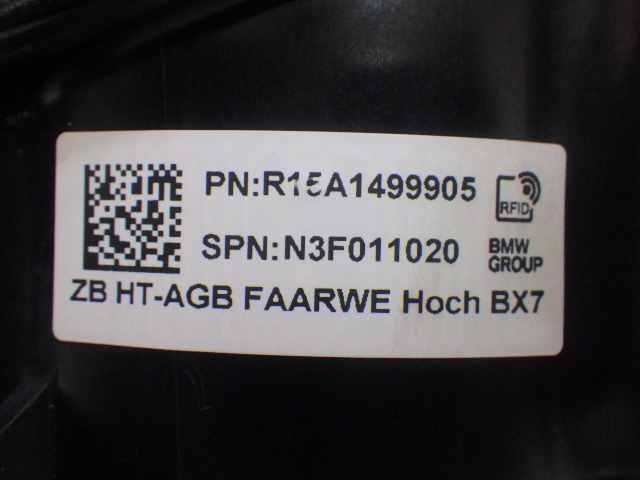 PN:R15A1499905
RFID
SPN:N3F011020
BMW
GROUP
ZB HT-AGB FAARWE Hoch BX7